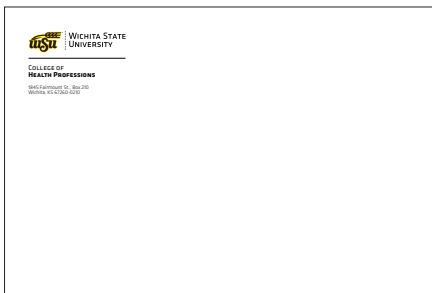 wsu
WICHITA STATE
UNIVERSITY
COLLEGE OF
HEALTH PROFESSIONS
1845 Fairmount St., Box 210
Wichita, KS 67260-0210